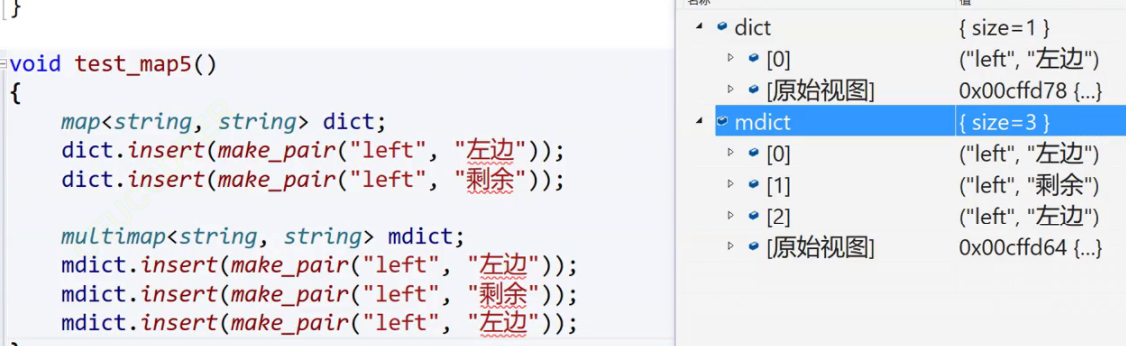 }
void test_map5()
{
map<string, string> dict;
dict.insert(make_pair("left", "左边"));
dict.insert(make_pair("left", "剩余"));
multimap<string, string> mdict;
mdict.insert(make_pair("left", "左边"));
mdict.insert(make_pair("left", "剩余"));
mdict.insert(make_pair("left", "左边"));
名称 值
dict { size=1 }
[0] ("left", "左边")
[原始视图] 0x00cffd78 {...}
mdict { size=3 }
[0] ("left", "左边")
[1] ("left", "剩余")
[2] ("left", "左边")
[原始视图] 0x00cffd64 {...}